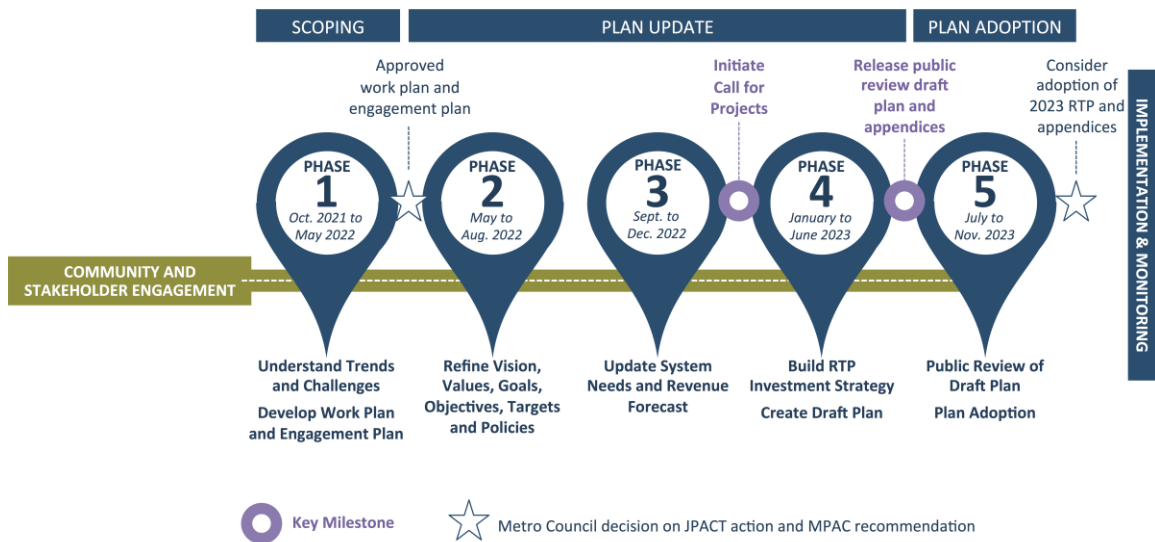 SCOPING
PLAN UPDATE
PLAN ADOPTION
Approved
work plan and
engagement plan
Initiate
Call for
Projects
Release public
review draft
plan and
appendices
Consider
adoption of
2023 RTP and
appendices
IMPLEMENTATION & MONITORING
PHASE
1
Oct. 2021 to
May 2022
PHASE
2
May to
Aug. 2022
PHASE
3
Sept. to
Dec. 2022
PHASE
4
January to
June 2023
PHASE
5
July to
Nov. 2023
COMMUNITY AND
STAKEHOLDER ENGAGEMENT
Understand Trends
and Challenges
Develop Work Plan
and Engagement Plan
Refine Vision,
Values, Goals,
Objectives, Targets
and Policies
Update System
Needs and Revenue
Forecast
Build RTP
Investment Strategy
Create Draft Plan
Public Review of
Draft Plan
Plan Adoption
Key Milestone
Metro Council decision on JPACT action and MPAC recommendation